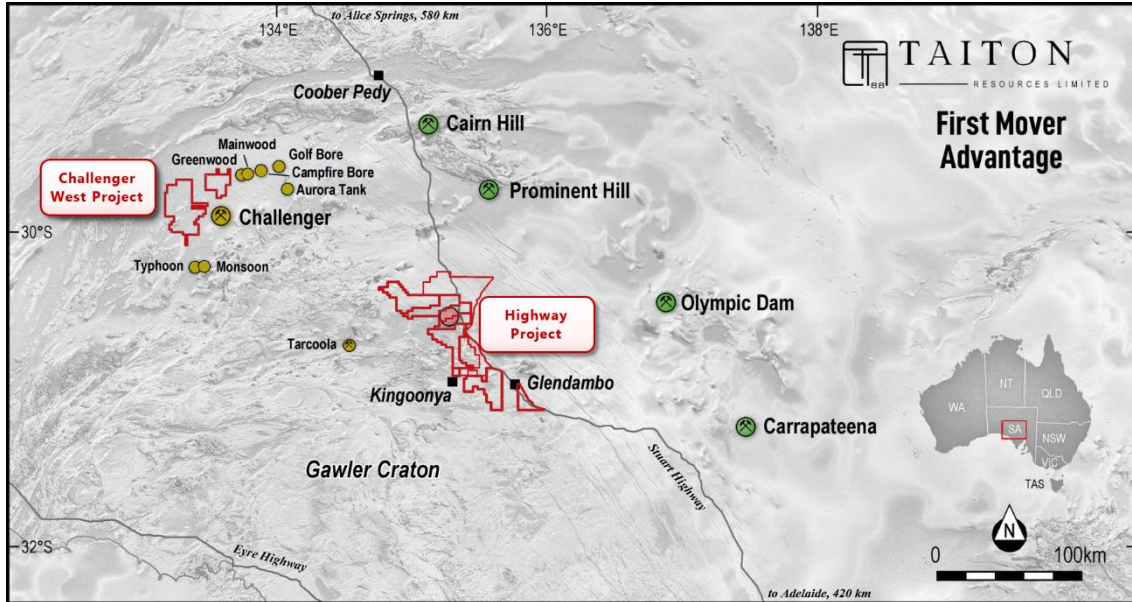 to Alice Springs, 580 km
134°E
136°E
138°E
TAITON
RESOURCES LIMITED
88
First Mover
Advantage
Coober Pedy
Cairn Hill
Mainwood
Golf Bore
Greenwood
Campfire Bore
Aurora Tank
Prominent Hill
Challenger
West Project
Challenger
30°S
Typhoon
Monsoon
Olympic Dam
Highway
Project
Tarcoola
Kingoonya
Glendambo
Carrapateena
Gawler Craton
Stuart Highway
NT
QLD
WA
SA
NSW
VIC
TAS
N
32°S
Eyre Highway
0
100km
to Adelaide, 420 km